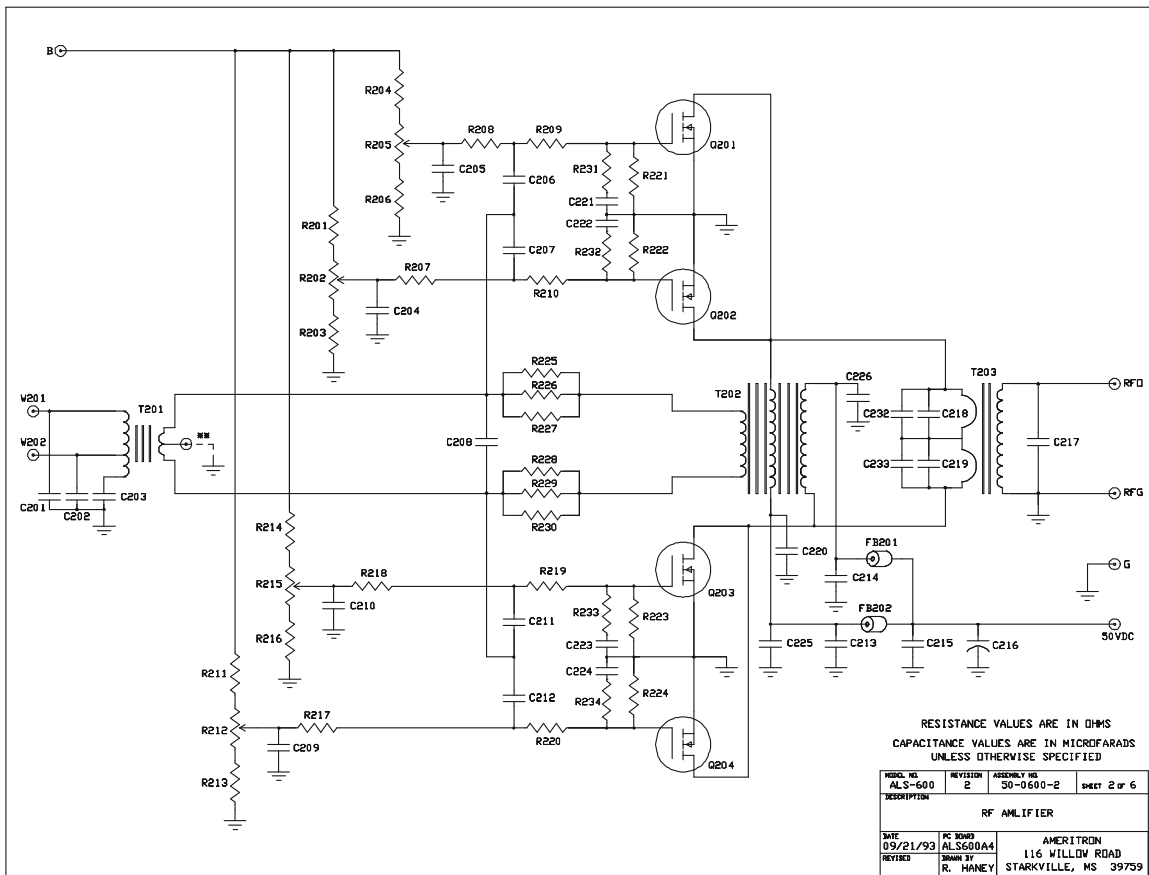 B
R204
R208
R209
R205
Q201
C205
R231
R221
C206
R206
C221
R201
C222
C207
R232
R222
R207
R202
R210
C204
Q202
R203
R225
C226
T203
RFO
W201
T201
R226
T202
C232
C218
**
R227
W202
C208
C217
R228
C233
C219
C203
R229
RFG
C201
C202
R230
R214
FB201
C220
G
R218
R219
R215
C214
Q203
C210
R233
R223
FB202
C211
50VDC
R216
C223
C225
C213
C215
C216
C224
R211
C212
R234
R224
R217
R212
R220
C209
Q204
R213
RESISTANCE VALUES ARE IN OHMS
CAPACITANCE VALUES ARE IN MICROFARADS
UNLESS OTHERWISE SPECIFIED
MODEL NO. REVISION ASSEMBLY NO.
ALS-600 2 50-0600-2 SHEET 2 OF 6
DESCRIPTION
RF AMLIFIER
DATE PC BOARD
09/21/93 ALS600A4
REVISED DRAWN BY
R. HANEY
AMERITRON
116 WILLOW ROAD
STARKVILLE, MS 39759